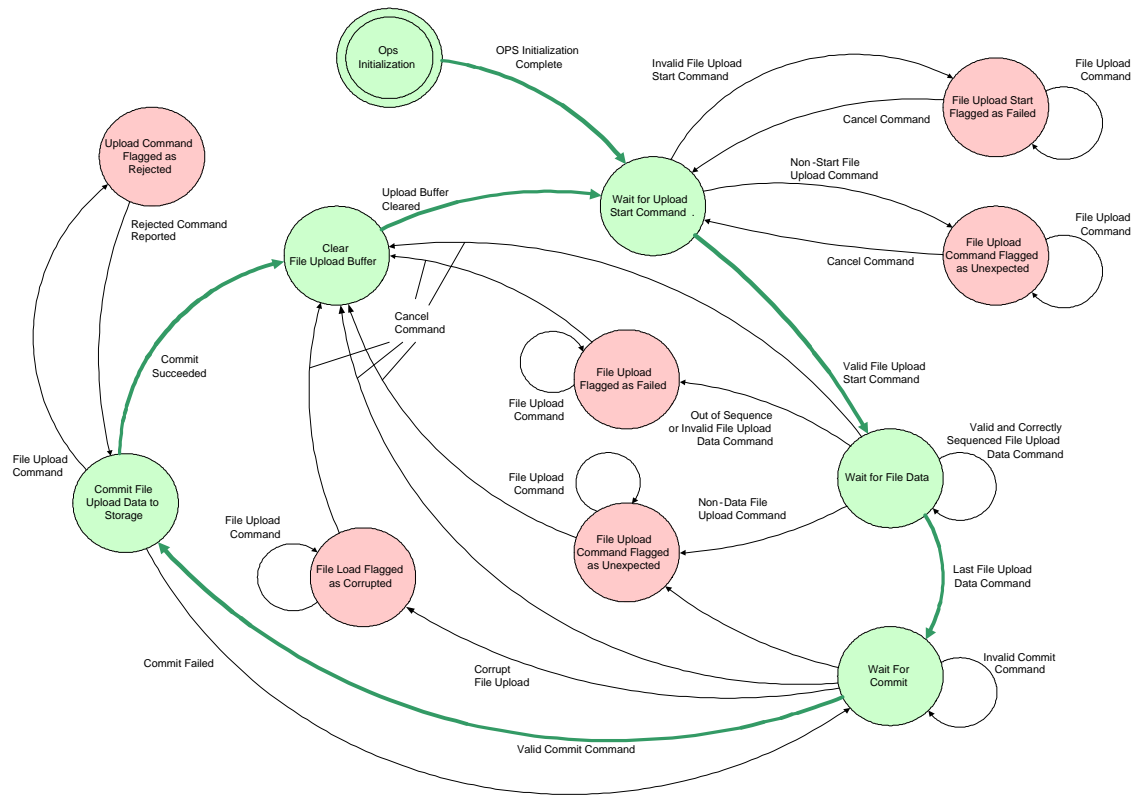 Ops
Initialization
OPS Initialization
Complete
Invalid File Upload
Start Command
File Upload Start
Flagged as Failed
File Upload
Command
Cancel Command
Upload Command
Flagged as
Rejected
Non-Start File
Upload Command
Upload Buffer
Cleared
Wait for Upload
Start Command .
File Upload
Command
Rejected Command
Reported
Clear
File Upload Buffer
File Upload
Command Flagged
as Unexpected
Cancel Command
Cancel
Command
Commit
Succeeded
File Upload
Flagged as Failed
Valid File Upload
Start Command
File Upload
Command
Out of Sequence
or Invalid File Upload
Data Command
Valid and Correctly
Sequenced File Upload
Data Command
File Upload
Command
Commit File
Upload Data to
Storage
File Upload
Command
Wait for File Data
Non-Data File
Upload Command
File Upload
Command
File Upload
Command Flagged
as Unexpected
File Load Flagged
as Corrupted
Last File Upload
Data Command
Commit Failed
Corrupt
File Upload
Wait For
Commit
Invalid Commit
Command
Valid Commit Command